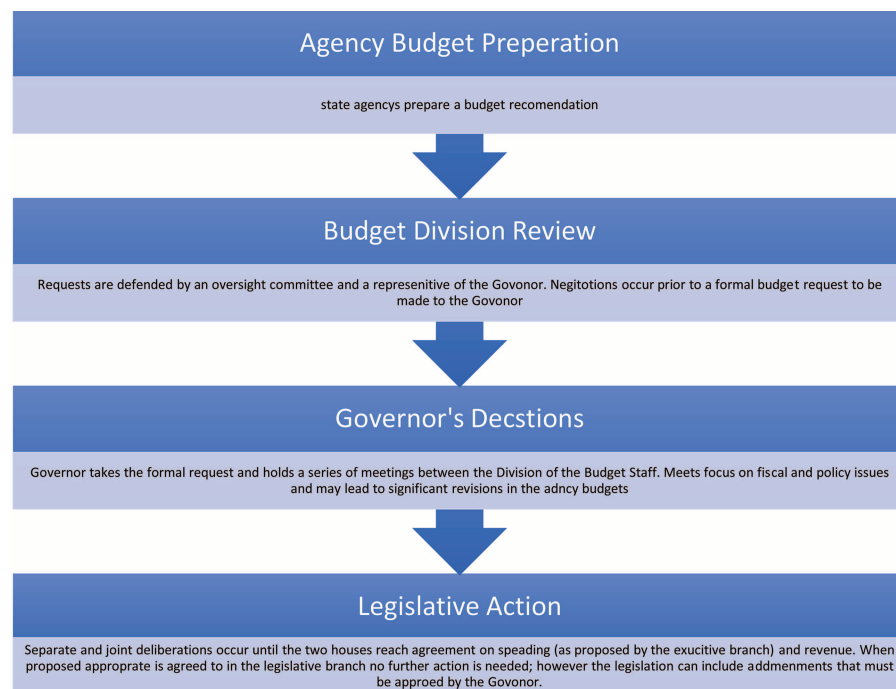 Agency Budget Preperation
state agencys prepare a budget recomendation
Budget Division Review
Requests are defended by an oversight committee and a represenitive of the Govonor. Negitotions occur prior to a formal budget request to be
made to the Govonor
Governor's Decstions
Governor takes the formal request and holds a series of meetings between the Division of the Budget Staff. Meets focus on fiscal and policy issues
and may lead to significant revisions in the adncy budgets
Legislative Action
Separate and joint deliberations occur until the two houses reach agreement on speading (as proposed by the exucitive branch) and revenue. When
proposed approprate is agreed to in the legislative branch no further action is needed; however the legislation can include addmenments that must
be approed by the Govonor.